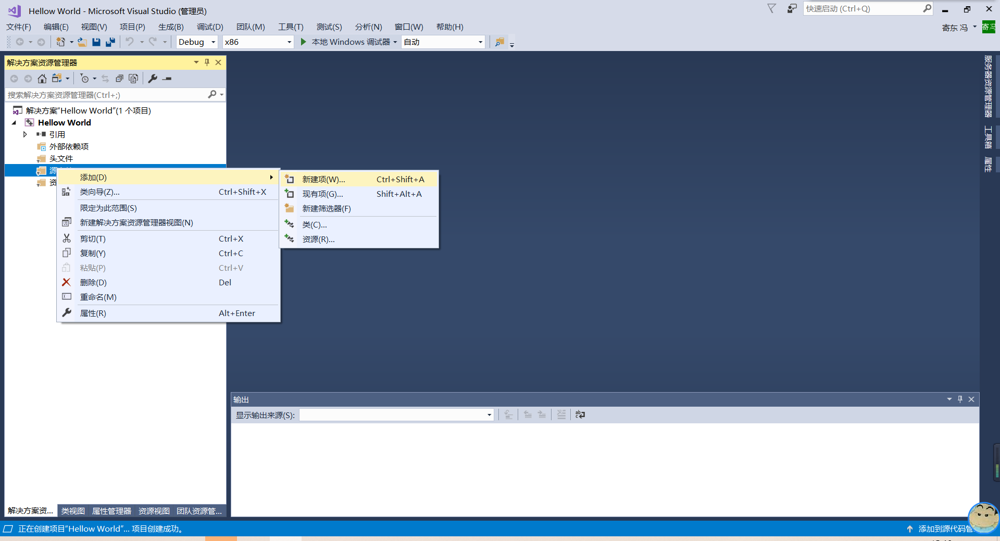 Hellow World - Microsoft Visual Studio (管理员)
快速启动 (Ctrl+Q)
文件(F) 编辑(E) 视图(V) 项目(P) 生成(B) 调试(D) 团队(M) 工具(T) 测试(S) 分析(N) 窗口(W) 帮助(H)
寄东 冯
寄冯
Debug x86 本地 Windows 调试器 自动
解决方案资源管理器
搜索解决方案资源管理器(Ctrl+;)
解决方案"Hellow World"(1 个项目)
Hellow World
引用
外部依赖项
头文件
源
资
添加(D)
类向导(Z)... Ctrl+Shift+X
限定为此范围(S)
新建解决方案资源管理器视图(N)
剪切(T) Ctrl+X
复制(Y) Ctrl+C
粘贴(P) Ctrl+V
删除(D) Del
重命名(M)
属性(R) Alt+Enter
新建项(W)... Ctrl+Shift+A
现有项(G)... Shift+Alt+A
新建筛选器(F)
类(C)...
资源(R)...
服务器资源管理器
工具箱
属性
输出
显示输出来源(S):
解决方案资... 类视图 属性管理器 资源视图 团队资源管...
正在创建项目"Hellow World"... 项目创建成功。
添加到源代码管